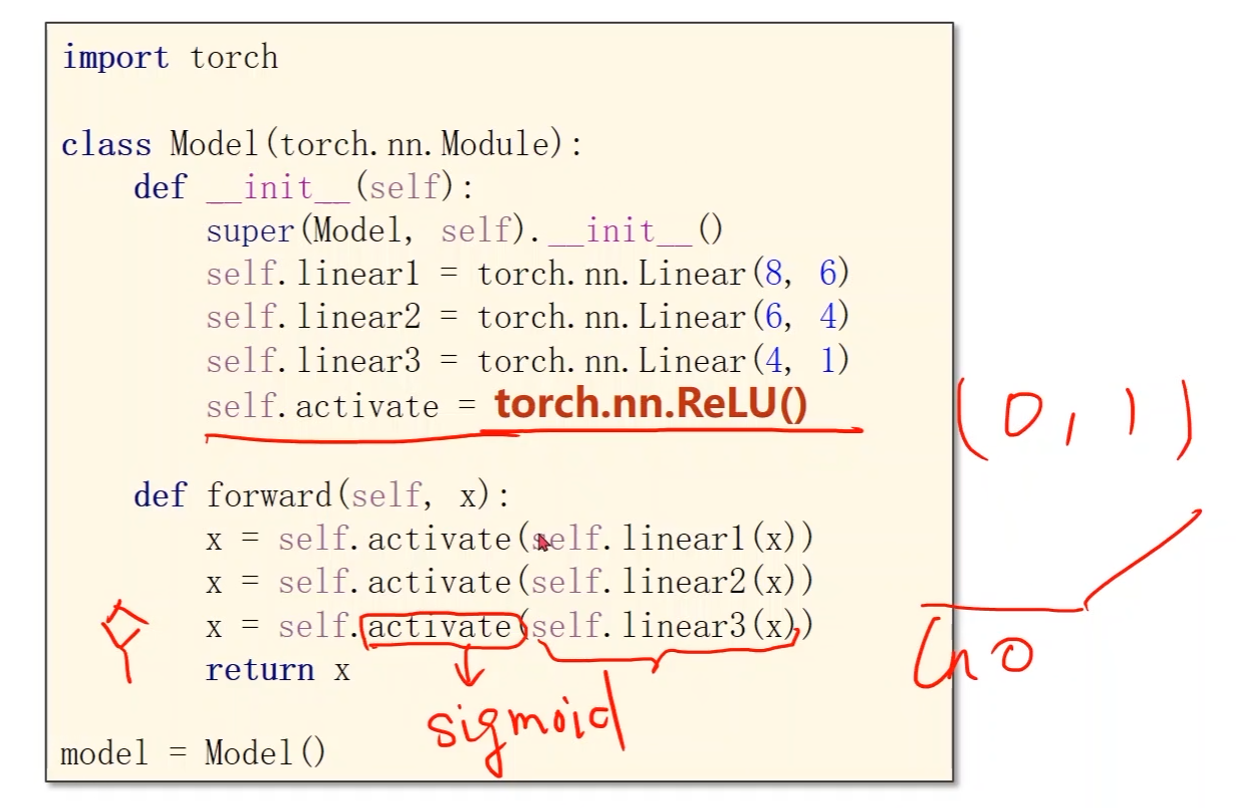 import torch
class Model(torch.nn.Module):
def __init__(self):
super(Model, self).__init__()
self.linear1 = torch.nn.Linear(8, 6)
self.linear2 = torch.nn.Linear(6, 4)
self.linear3 = torch.nn.Linear(4, 1)
self.activate = torch.nn.ReLU()
(0, 1)
def forward(self, x):
x = self.activate(self.linear1(x))
x = self.activate(self.linear2(x))
x = self.activate(self.linear3(x))
ln 0
return x
sigmoid
model = Model()